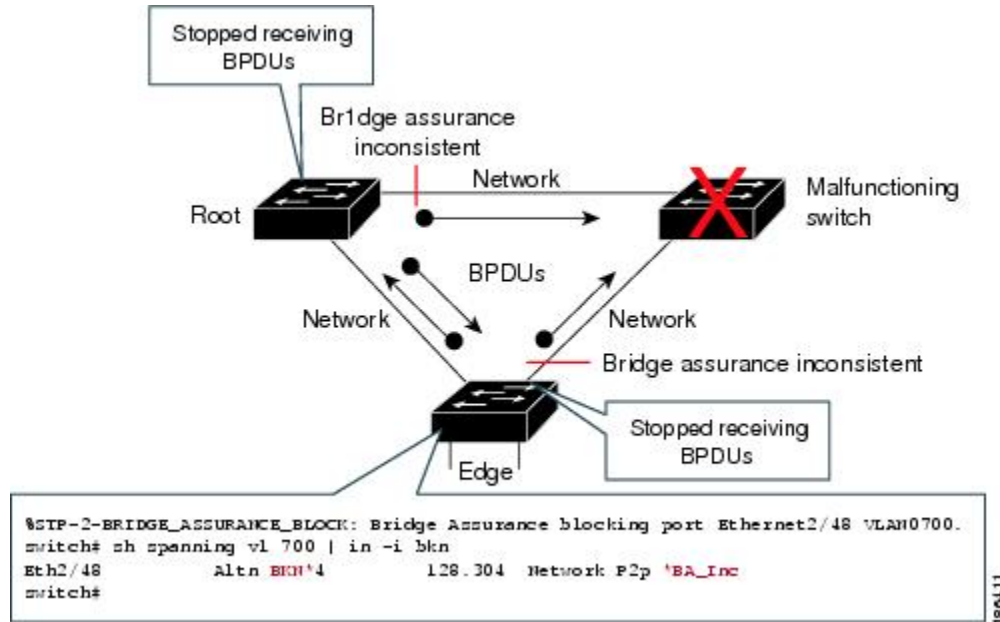 Stopped receiving
BPDUs
Br1dge assurance
inconsistent
Network
Malfunctioning
switch
Root
BPDUs
Network
Network
Bridge assurance inconsistent
Stopped receiving
BPDUs
Edge
%STP-2-BRIDGE_ASSURANCE_BLOCK: Bridge Assurance blocking port Ethernet2/48 VLAN0700.
switch# sh spanning vl 700 | in -i bkn
Eth2/48 Altn BKN*4 128.304 Network P2p *BA_Inc
switch#